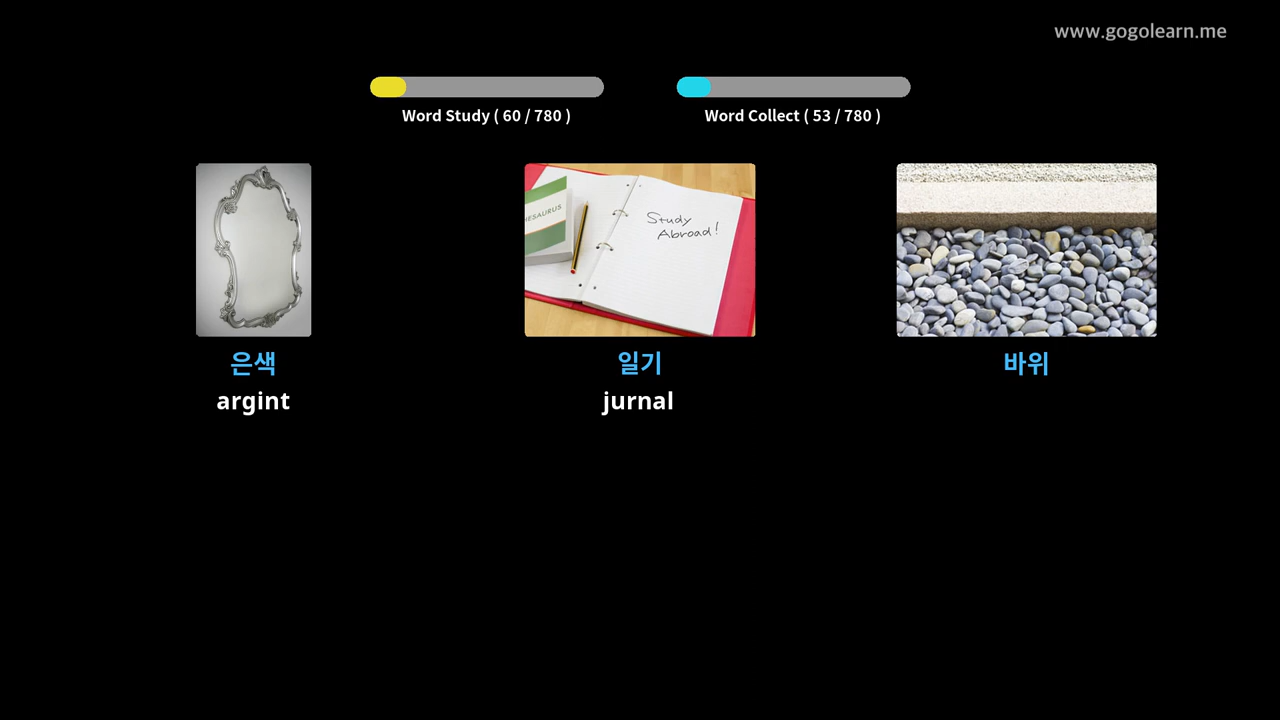 www.gogolearn.me
Word Study ( 60 / 780 )
Word Collect ( 53 / 780 )
HESAURUS
Study
Abroad!
은색
일기
바위
argint
jurnal